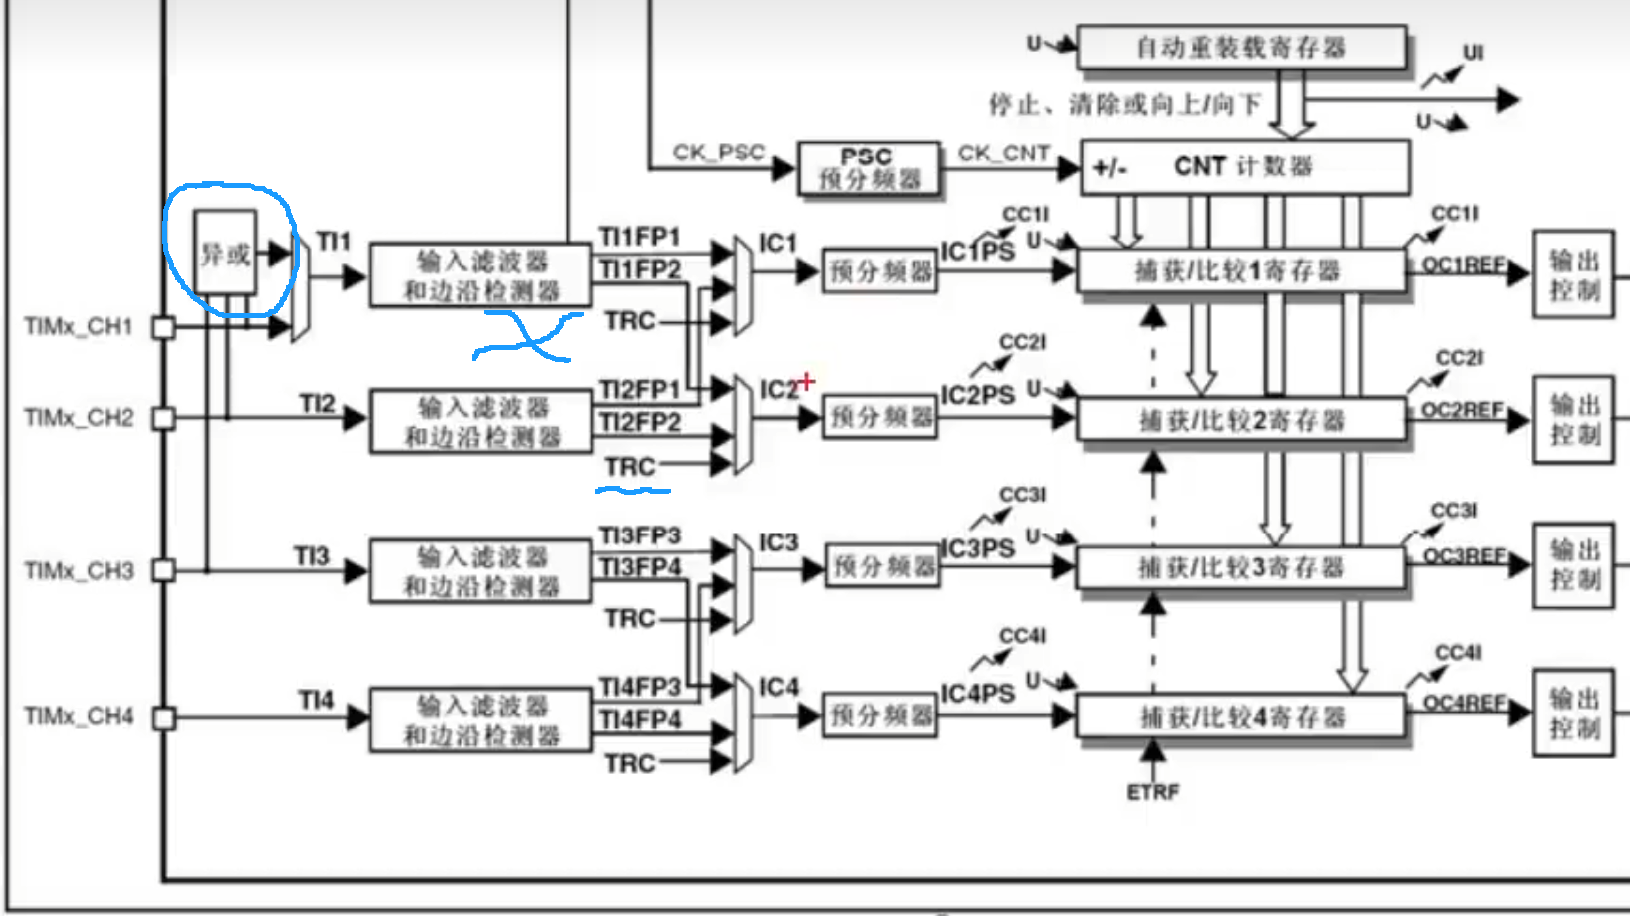 U
自动重装载寄存器
UI
停止、清除或向上/向下
U
CK_PSC
PSC
预分频器
CK_CNT
+/-
CNT 计数器
异或
TI1
输入滤波器
和边沿检测器
TI1FP1
TI1FP2
TRC
IC1
预分频器
CC1I
IC1PS
U
捕获/比较1寄存器
CC1I
OC1REF
输出
控制
TIMx_CH1
TIMx_CH2
TI2
输入滤波器
和边沿检测器
TI2FP1
TI2FP2
TRC
IC2
预分频器
CC2I
IC2PS
U
捕获/比较2寄存器
CC2I
OC2REF
输出
控制
TIMx_CH3
TI3
输入滤波器
和边沿检测器
TI3FP3
TI3FP4
TRC
IC3
预分频器
CC3I
IC3PS
U
捕获/比较3寄存器
CC3I
OC3REF
输出
控制
TIMx_CH4
TI4
输入滤波器
和边沿检测器
TI4FP3
TI4FP4
TRC
IC4
预分频器
CC4I
IC4PS
U
捕获/比较4寄存器
CC4I
OC4REF
输出
控制
ETRF